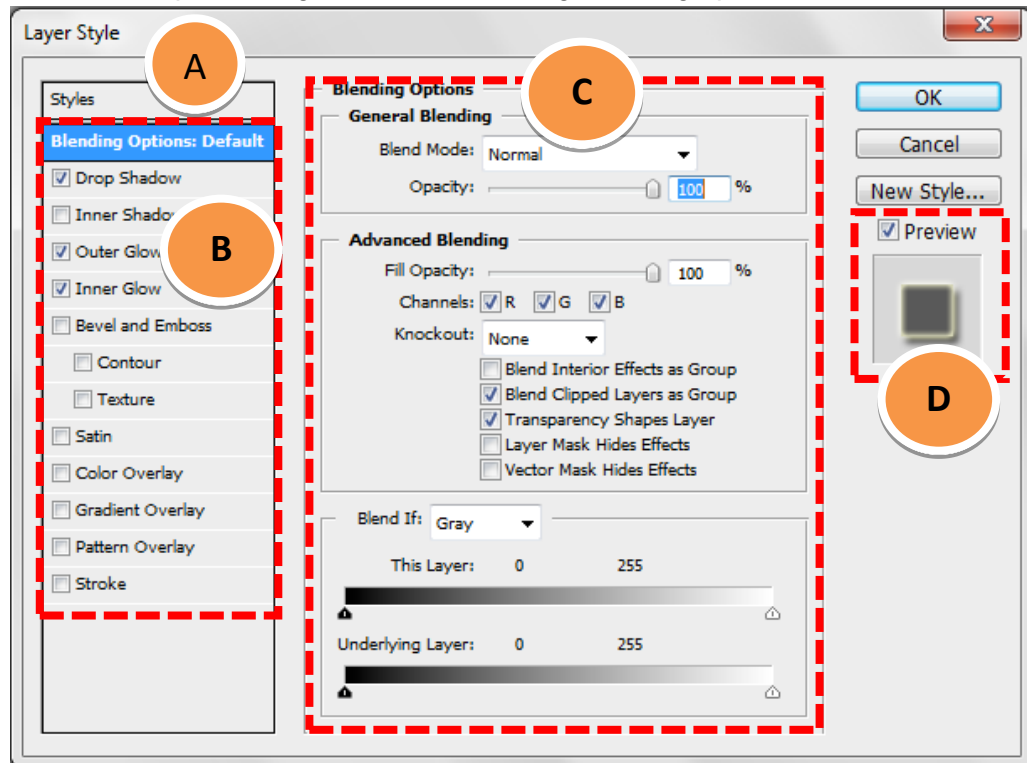 Layer Style
A
Styles
Blending Options: Default
Drop Shadow
Inner Shadow
Outer Glow
B
Inner Glow
Bevel and Emboss
Contour
Texture
Satin
Color Overlay
Gradient Overlay
Pattern Overlay
Stroke
Blending Options
C
General Blending
Blend Mode: Normal
Opacity: 100 %
Advanced Blending
Fill Opacity: 100 %
Channels: R G B
Knockout: None
Blend Interior Effects as Group
Blend Clipped Layers as Group
Transparency Shapes Layer
Layer Mask Hides Effects
Vector Mask Hides Effects
Blend If: Gray
This Layer: 0 255
Underlying Layer: 0 255
OK
Cancel
New Style...
Preview
D